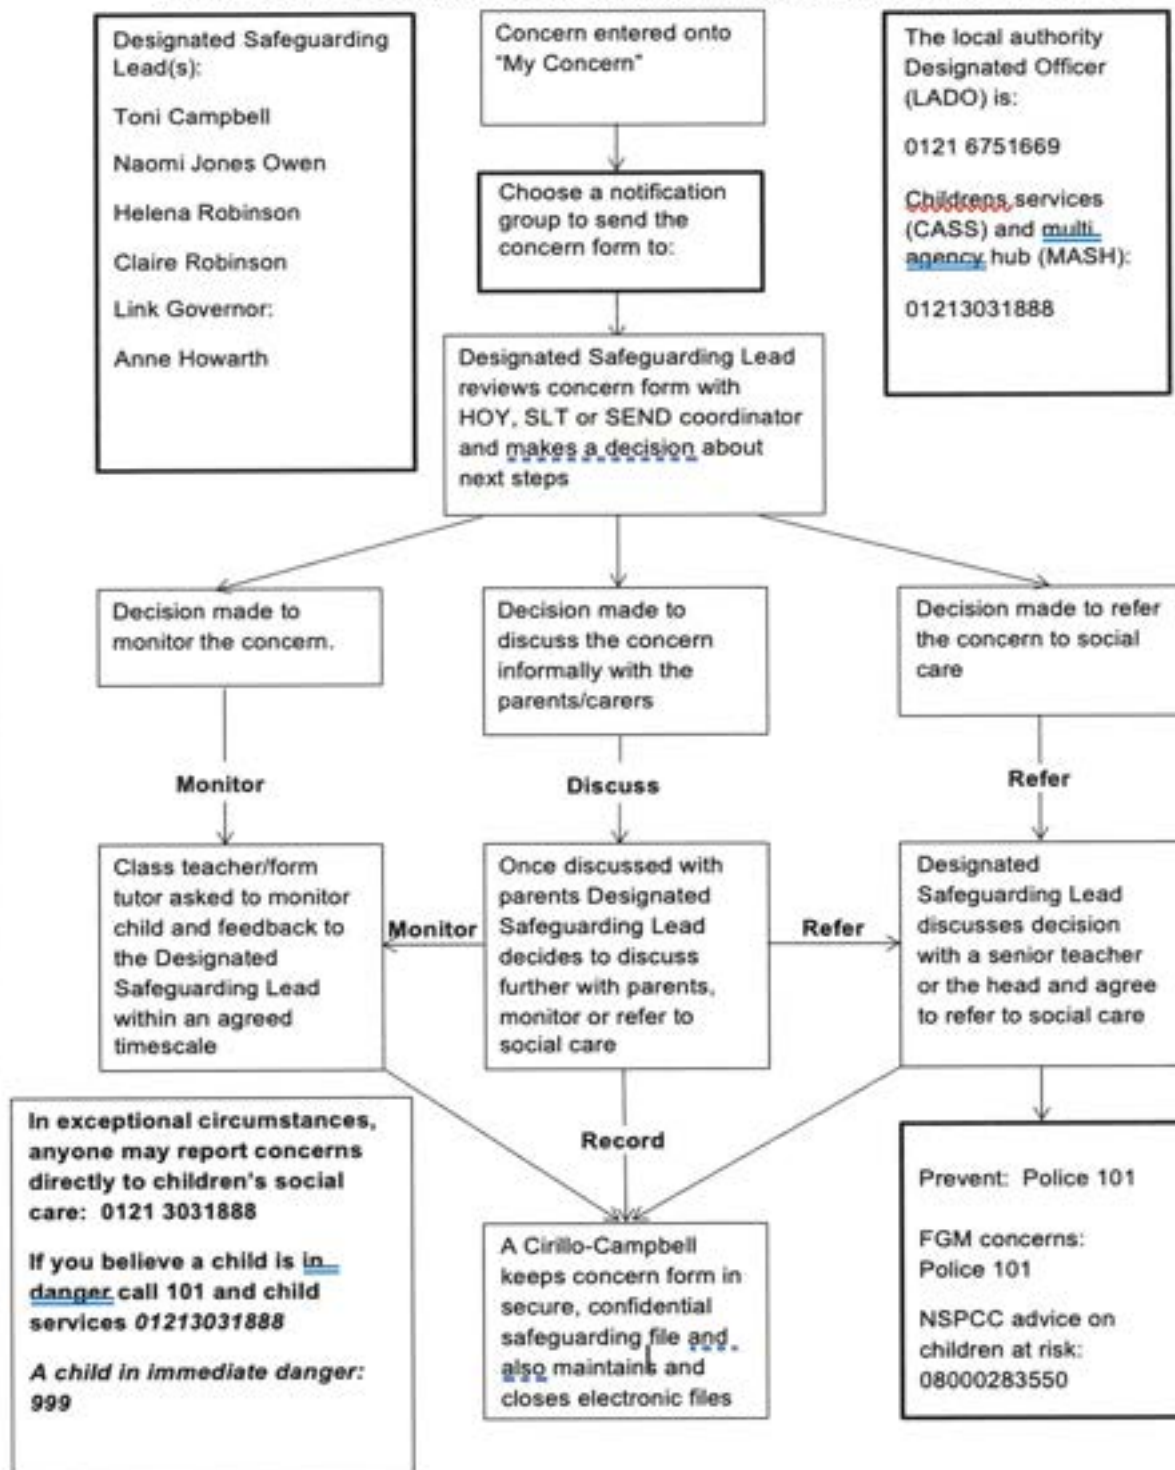 Designated Safeguarding
Lead(s):
Toni Campbell
Naomi Jones Owen
Helena Robinson
Claire Robinson
Link Governor:
Anne Howarth
Concern entered onto
"My Concern"
The local authority
Designated Officer
(LADO) is:
0121 6751669
Childrens services
(CASS) and multi
agency hub (MASH):
01213031888
Choose a notification
group to send the
concern form to:
Designated Safeguarding Lead
reviews concern form with
HOY, SLT or SEND coordinator
and makes a decision about
next steps
Decision made to
monitor the concern.
Decision made to
discuss the concern
informally with the
parents/carers
Decision made to refer
the concern to social
care
Monitor
Discuss
Refer
Class teacher/form
tutor asked to monitor
child and feedback to
the Designated
Safeguarding Lead
within an agreed
timescale
Monitor
Once discussed with
parents Designated
Safeguarding Lead
decides to discuss
further with parents,
monitor or refer to
social care
Refer
Designated
Safeguarding Lead
discusses decision
with a senior teacher
or the head and agree
to refer to social care
In exceptional circumstances,
anyone may report concerns
directly to children's social
care: 0121 3031888
If you believe a child is in
danger call 101 and child
services 01213031888
A child in immediate danger:
999
Record
A Cirillo-Campbell
keeps concern form in
secure, confidential
safeguarding file and
also maintains and
closes electronic files
Prevent: Police 101
FGM concerns:
Police 101
NSPCC advice on
children at risk:
08000283550